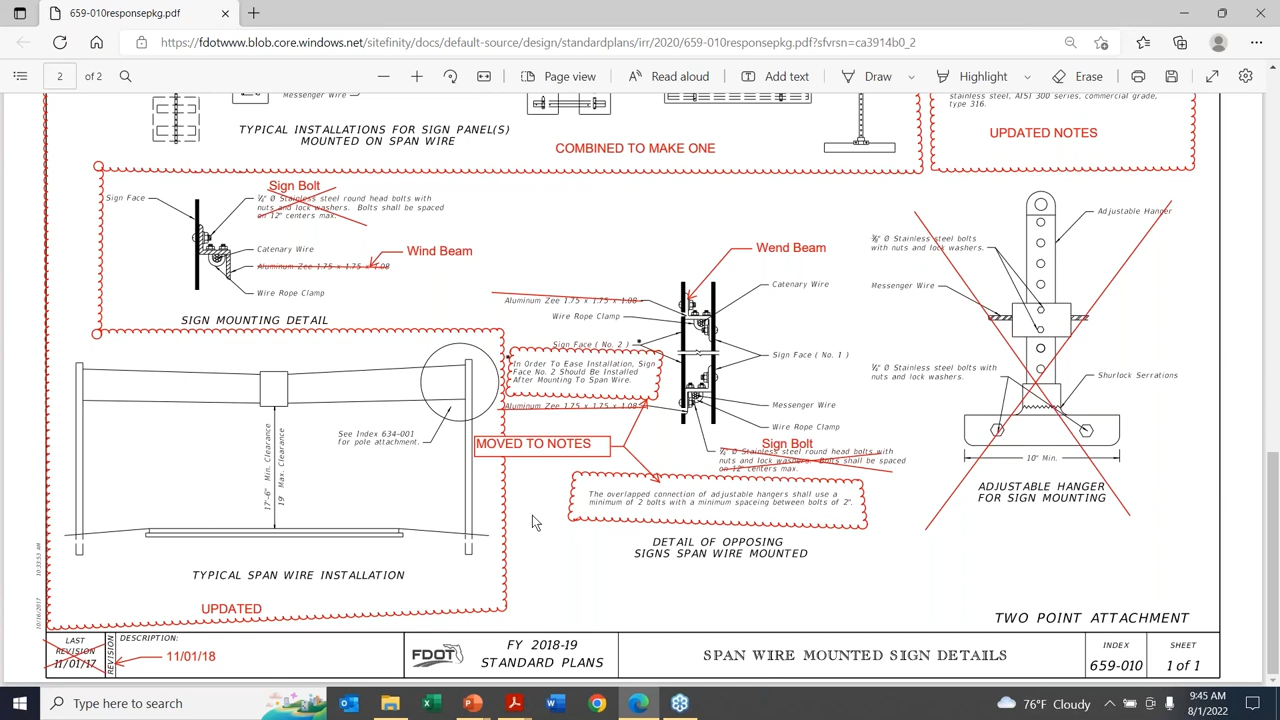 659-010responsepkg.pdf
https://fdotwww.blob.core.windows.net/sitefinity/docs/default-source/design/standardplans/irr/2020/659-010responsepkg.pdf?sfvrsn=ca3914b0_2
2 of 2
Page view
Read aloud
Add text
Draw
Highlight
Erase
Messenger Wire
TYPICAL INSTALLATIONS FOR SIGN PANEL(S)
MOUNTED ON SPAN WIRE
COMBINED TO MAKE ONE
stainless steel, AISI 300 series, commercial grade,
type 316.
UPDATED NOTES
Sign Bolt
Sign Face
¼" Ø Stainless steel round head bolts with
nuts and lock washers. Bolts shall be spaced
on 12" centers max.
Catenary Wire
Wind Beam
Aluminum Zee 1.75 x 1.75 x 1.08
Wire Rope Clamp
SIGN MOUNTING DETAIL
Wend Beam
Aluminum Zee 1.75 x 1.75 x 1.08
Wire Rope Clamp
Sign Face ( No. 2 ) *
Catenary Wire
Sign Face ( No. 1 )
* In Order To Ease Installation, Sign
Face No. 2 Should Be Installed
After Mounting To Span Wire.
Aluminum Zee 1.75 x 1.75 x 1.08
Messenger Wire
Wire Rope Clamp
MOVED TO NOTES
Sign Bolt
¼" Ø Stainless steel round head bolts with
nuts and lock washers. Bolts shall be spaced
on 12" centers max.
The overlapped connection of adjustable hangers shall use a
minimum of 2 bolts with a minimum spaceing between bolts of 2".
DETAIL OF OPPOSING
SIGNS SPAN WIRE MOUNTED
Adjustable Hanger
Ø Stainless steel bolts
with nuts and lock washers.
Messenger Wire
Ø Stainless steel bolts with
nuts and lock washers.
Shurlock Serrations
10" Min.
ADJUSTABLE HANGER
FOR SIGN MOUNTING
See Index 634-001
for pole attachment.
17'-6" Min. Clearance
19' Max. Clearance
TYPICAL SPAN WIRE INSTALLATION
UPDATED
TWO POINT ATTACHMENT
10/16/2017 10:33:53 AM
LAST
REVISION
11/01/17
REVISION
DESCRIPTION:
11/01/18
FDOT
FY 2018-19
STANDARD PLANS
SPAN WIRE MOUNTED SIGN DETAILS
INDEX
659-010
SHEET
1 of 1
Type here to search
76°F Cloudy
9:45 AM
8/1/2022